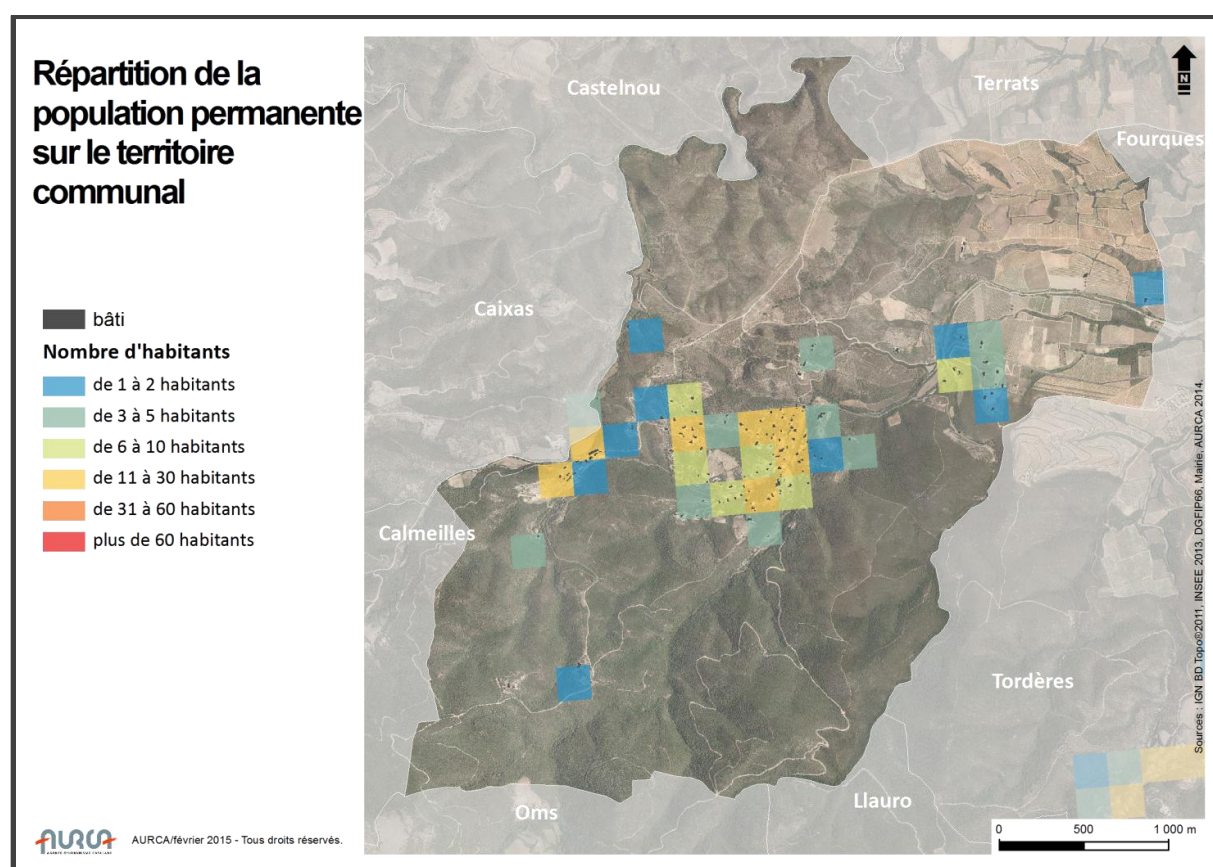 Répartition de la
population permanente
sur le territoire
communal
bâti
Nombre d'habitants
de 1 à 2 habitants
de 3 à 5 habitants
de 6 à 10 habitants
de 11 à 30 habitants
de 31 à 60 habitants
plus de 60 habitants
Castelnou
Terrats
Fourques
N
Caixas
Calmeilles
Tordères
Llauro
Oms
Sources : IGN BD Topo®2011, INSEE 2013, DGFIP66, Mairie, AURCA 2014.
0 500 1 000 m
AURCA
AURCA/février 2015 - Tous droits réservés.